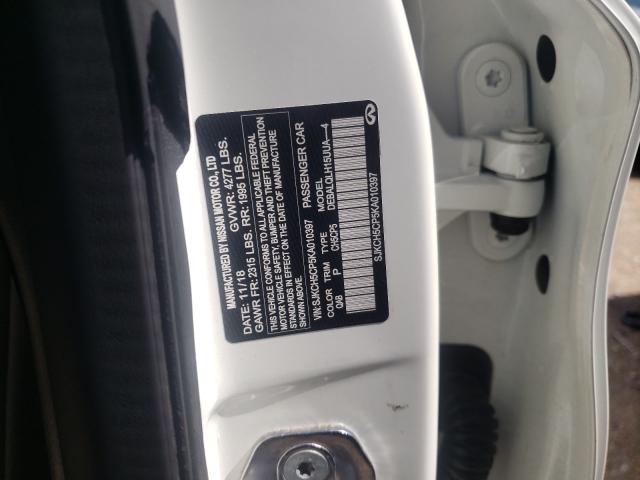 MANUFACTURED BY NISSAN MOTOR CO., LTD
DATE: 11/18 GVWR: 4277 LBS.
GAWR FR: 2315 LBS. RR: 1995 LBS.
THIS VEHICLE CONFORMS TO ALL APPLICABLE FEDERAL
MOTOR VEHICLE SAFETY, BUMPER AND THEFT PREVENTION
STANDARDS IN EFFECT ON THE DATE OF MANUFACTURE
SHOWN ABOVE.
VIN: SJKCH5CP5KA010397 PASSENGER CAR
COLOR TRIM TYPE MODEL
QAB P CH5CP5 DEBALQLH15UUA—4
SJKCH5CP5KA010397